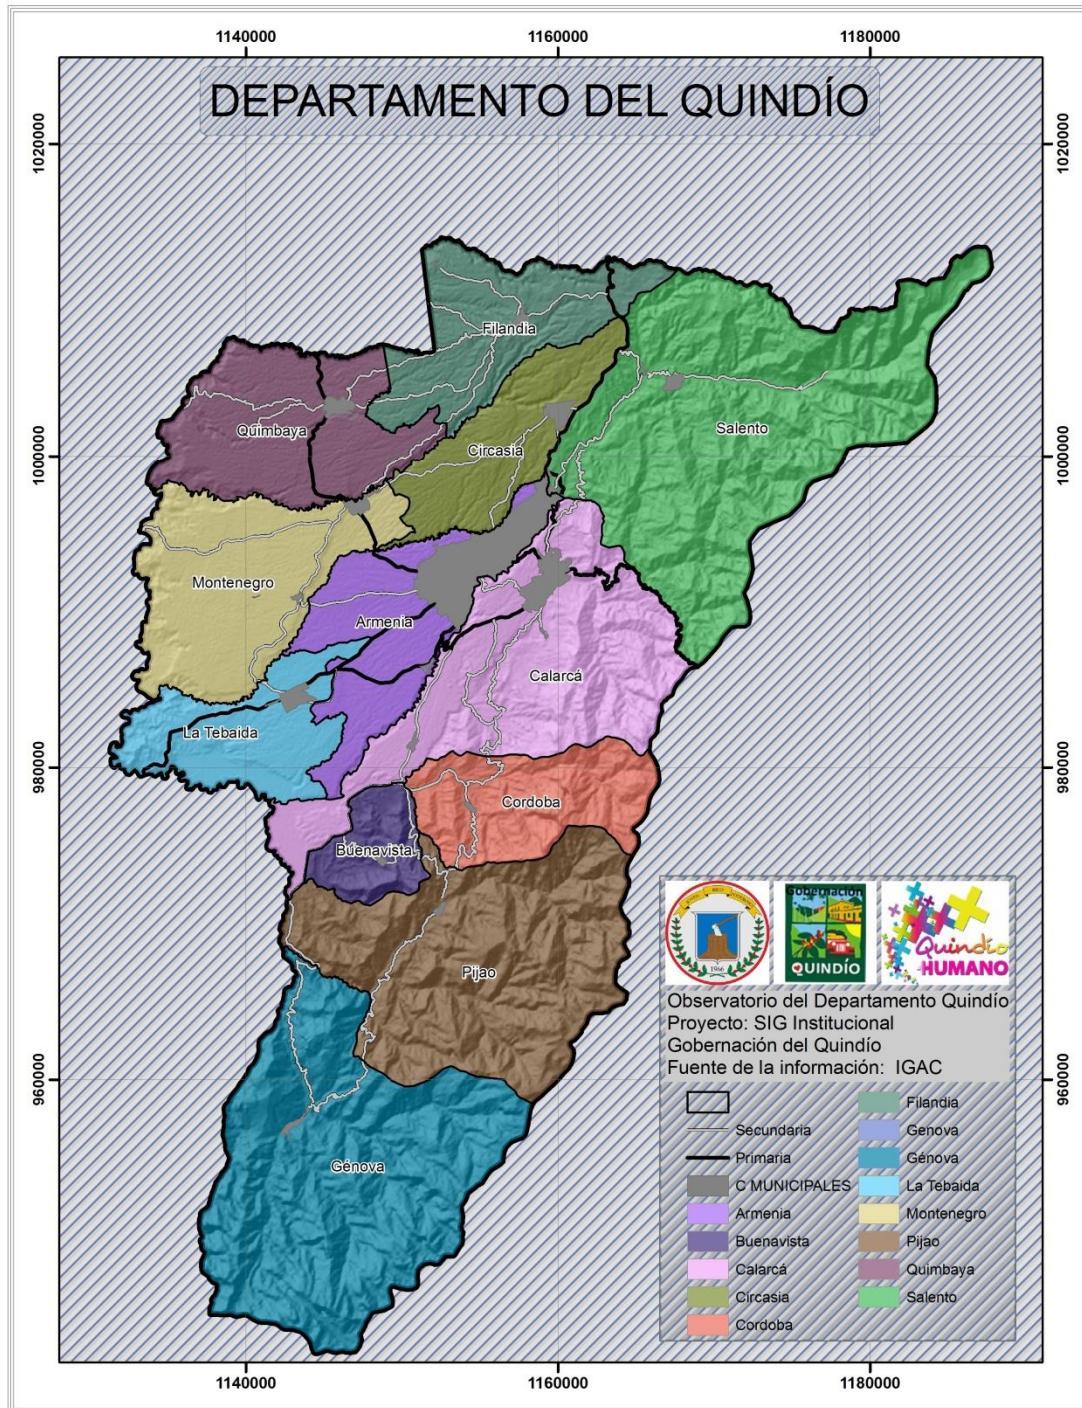 1140000
1160000
1180000
DEPARTAMENTO DEL QUINDÍO
1020000
1020000
Filandia
Quimbaya
Circasia
Salento
1000000
1000000
Montenegro
Armenia
Calarcá
La Tebaida
980000
980000
Cordoba
Buenavista
Pijao
Génova
1966
Gobernación
QUINDÍO
Quindío
HUMANO
Observatorio del Departamento Quindío
Proyecto: SIG Institucional
Gobernación del Quindío
Fuente de la información: IGAC
960000
960000
Secundaria
Primaria
C MUNICIPALES
Armenia
Buenavista
Calarcá
Circasia
Cordoba
Filandia
Genova
Génova
La Tebaida
Montenegro
Pijao
Quimbaya
Salento
1140000
1160000
1180000